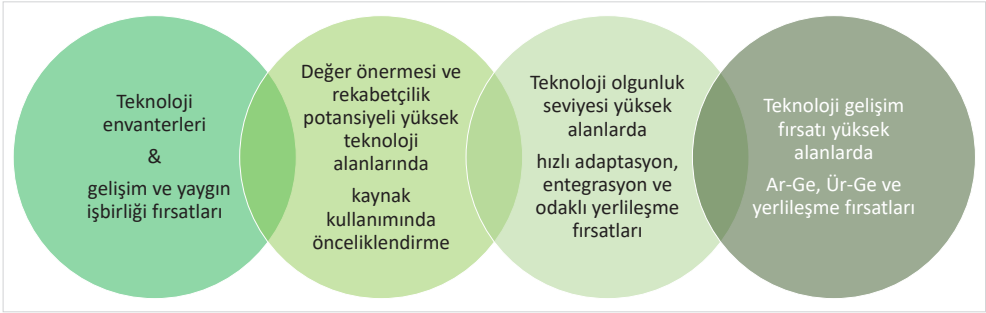 Teknoloji
envanterleri
&
gelişim ve yaygın
işbirliği fırsatları
Değer önermesi ve
rekabetçilik
potansiyeli yüksek
teknoloji
alanlarında
kaynak
kullanımında
önceliklendirme
Teknoloji olgunluk
seviyesi yüksek
alanlarda
hızlı adaptasyon,
entegrasyon ve
odaklı yerlileşme
fırsatları
Teknoloji gelişim
fırsatı yüksek
alanlarda
Ar-Ge, Ür-Ge ve
yerlileşme fırsatları